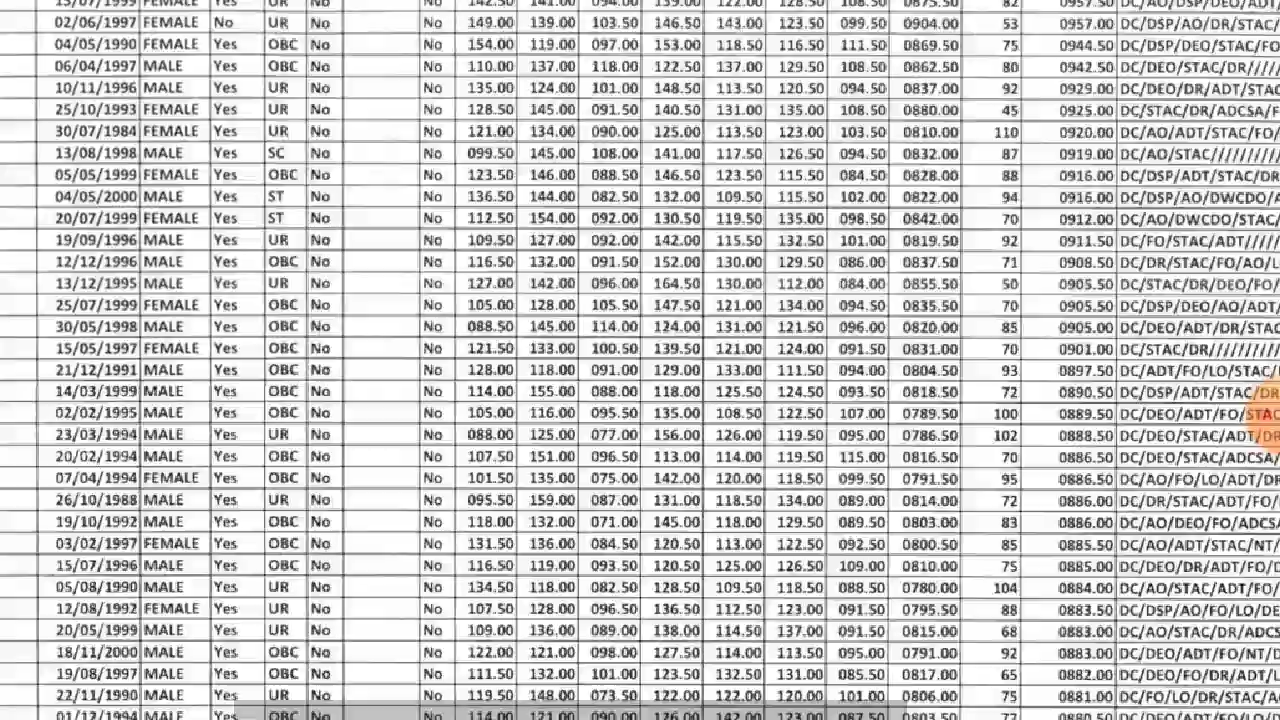 15/07/1999 FEMALE Yes UR No No 142.50 141.00 094.00 139.00 122.00 128.50 108.50 0875.50 82 0957.50 DC/AO/DSP/DEO/ADT/
02/06/1997 FEMALE No UR No No 149.00 139.00 103.50 146.50 143.00 123.50 099.50 0904.00 53 0957.00 DC/DSP/AO/DR/STAC/
04/05/1990 FEMALE Yes OBC No No 154.00 119.00 097.00 153.00 118.50 116.50 111.50 0869.50 75 0944.50 DC/DSP/DEO/STAC/FO
06/04/1997 MALE Yes OBC No No 110.00 137.00 118.00 122.50 137.00 129.50 108.50 0862.50 80 0942.50 DC/DEO/STAC/DR/////
10/11/1996 MALE Yes UR No No 135.00 124.00 101.00 148.50 113.50 120.50 094.50 0837.00 92 0929.00 DC/DEO/DR/ADT/STAC
25/10/1993 FEMALE Yes UR No No 128.50 145.00 091.50 140.50 131.00 135.00 108.50 0880.00 45 0925.00 DC/STAC/DR/ADCSA/F
30/07/1984 FEMALE Yes UR No No 121.00 134.00 090.00 125.00 113.50 123.00 103.50 0810.00 110 0920.00 DC/AO/ADT/STAC/FO/
13/08/1998 MALE Yes SC No No 099.50 145.00 108.00 141.00 117.50 126.50 094.50 0832.00 87 0919.00 DC/AO/STAC//////////
05/05/1999 FEMALE Yes OBC No No 123.50 146.00 088.50 146.50 123.50 115.50 084.50 0828.00 88 0916.00 DC/DSP/ADT/STAC/DR
04/05/2000 MALE Yes ST No No 136.50 144.00 082.50 132.00 109.50 115.50 102.00 0822.00 94 0916.00 DC/DSP/AO/DWCDO/A
20/07/1999 FEMALE Yes ST No No 112.50 154.00 092.00 130.50 119.50 135.00 098.50 0842.00 70 0912.00 DC/AO/DWCDO/STAC/
19/09/1996 MALE Yes UR No No 109.50 127.00 092.00 142.00 115.50 132.50 101.00 0819.50 92 0911.50 DC/FO/STAC/ADT/////
12/12/1996 MALE Yes OBC No No 116.50 132.00 091.50 152.00 130.00 129.50 086.00 0837.50 71 0908.50 DC/DR/STAC/FO/AO/L
13/12/1995 MALE Yes UR No No 127.00 142.00 096.00 164.50 130.00 112.00 084.00 0855.50 50 0905.50 DC/STAC/DR/DEO/FO/
25/07/1999 FEMALE Yes OBC No No 105.00 128.00 105.50 147.50 121.00 134.00 094.50 0835.50 70 0905.50 DC/DSP/DEO/AO/ADT/
30/05/1998 MALE Yes OBC No No 088.50 145.00 114.00 124.00 131.00 121.50 096.00 0820.00 85 0905.00 DC/DEO/ADT/DR/STAC
15/05/1997 FEMALE Yes OBC No No 121.50 133.00 100.50 139.50 121.00 124.00 091.50 0831.00 70 0901.00 DC/STAC/DR/////////
21/12/1991 MALE Yes OBC No No 128.00 118.00 091.00 129.00 133.00 111.50 094.00 0804.50 93 0897.50 DC/ADT/FO/LO/STAC/
14/03/1999 MALE Yes OBC No No 114.00 155.00 088.00 118.00 125.50 124.50 093.50 0818.50 72 0890.50 DC/DSP/ADT/STAC/DR
02/02/1995 MALE Yes OBC No No 105.00 116.00 095.50 135.00 108.50 122.50 107.00 0789.50 100 0889.50 DC/DEO/ADT/FO/STAC
23/03/1994 MALE Yes UR No No 088.00 125.00 077.00 156.00 126.00 119.50 095.00 0786.50 102 0888.50 DC/DEO/STAC/ADT/DR
20/02/1994 MALE Yes OBC No No 107.50 151.00 096.50 113.00 114.00 119.50 115.00 0816.50 70 0886.50 DC/DEO/STAC/ADCSA/
07/04/1994 FEMALE Yes OBC No No 101.50 135.00 075.00 142.00 120.00 118.50 099.50 0791.50 95 0886.50 DC/AO/FO/LO/ADT/DR
26/10/1988 MALE Yes UR No No 095.50 159.00 087.00 131.00 118.50 134.00 089.00 0814.00 72 0886.00 DC/DR/STAC/ADT/FO/
19/10/1992 MALE Yes OBC No No 118.00 132.00 071.00 145.00 118.00 129.50 089.50 0803.00 83 0886.00 DC/AO/DEO/FO/ADCSA
03/02/1997 FEMALE Yes OBC No No 131.50 136.00 084.50 120.50 113.00 122.50 092.50 0800.50 85 0885.50 DC/AO/ADT/STAC/NT/
15/07/1996 MALE Yes OBC No No 116.50 119.00 093.50 120.50 125.00 126.50 109.00 0810.00 75 0885.00 DC/DEO/DR/ADT/FO/D
05/08/1990 MALE Yes UR No No 134.50 118.00 082.50 128.50 109.50 118.50 088.50 0780.00 104 0884.00 DC/AO/STAC/ADT/FO/
12/08/1992 FEMALE Yes UR No No 107.50 128.00 096.50 136.50 112.50 123.00 091.50 0795.50 88 0883.50 DC/DSP/AO/FO/LO/DE
20/05/1999 MALE Yes UR No No 109.00 136.00 089.00 138.00 114.50 137.00 091.50 0815.00 68 0883.00 DC/AO/STAC/DR/ADCS
18/11/2000 MALE Yes OBC No No 122.00 121.00 098.00 127.50 114.00 113.50 095.00 0791.00 92 0883.00 DC/DEO/ADT/FO/NT/D
19/08/1997 MALE Yes OBC No No 111.50 132.00 101.00 123.50 132.50 131.00 085.50 0817.00 65 0882.00 DC/DEO/DR/ADT/L
22/11/1990 MALE Yes UR No No 119.50 148.00 073.50 122.00 122.00 120.00 101.00 0806.00 75 0881.00 DC/FO/LO/DR/STAC/A
01/12/1994 MALE Yes OBC No No 114.00 121.00 090.00 126.00 142.00 123.00 087.50 0803.50 77 0880.50